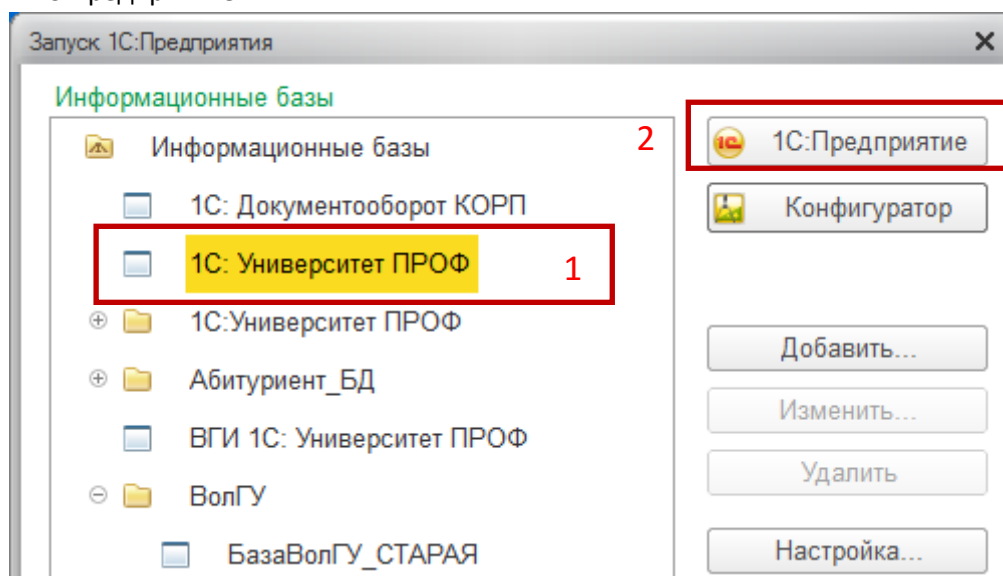 Запуск 1С:Предприятия
Информационные базы
Информационные базы
2
1С:Предприятие
1С: Документооборот КОРП
Конфигуратор
1С: Университет ПРОФ
1
1С:Университет ПРОФ
Добавить...
Абитуриент_БД
Изменить...
ВГИ 1С: Университет ПРОФ
Удалить
ВолГУ
БазаВолГУ_СТАРАЯ
Настройка...